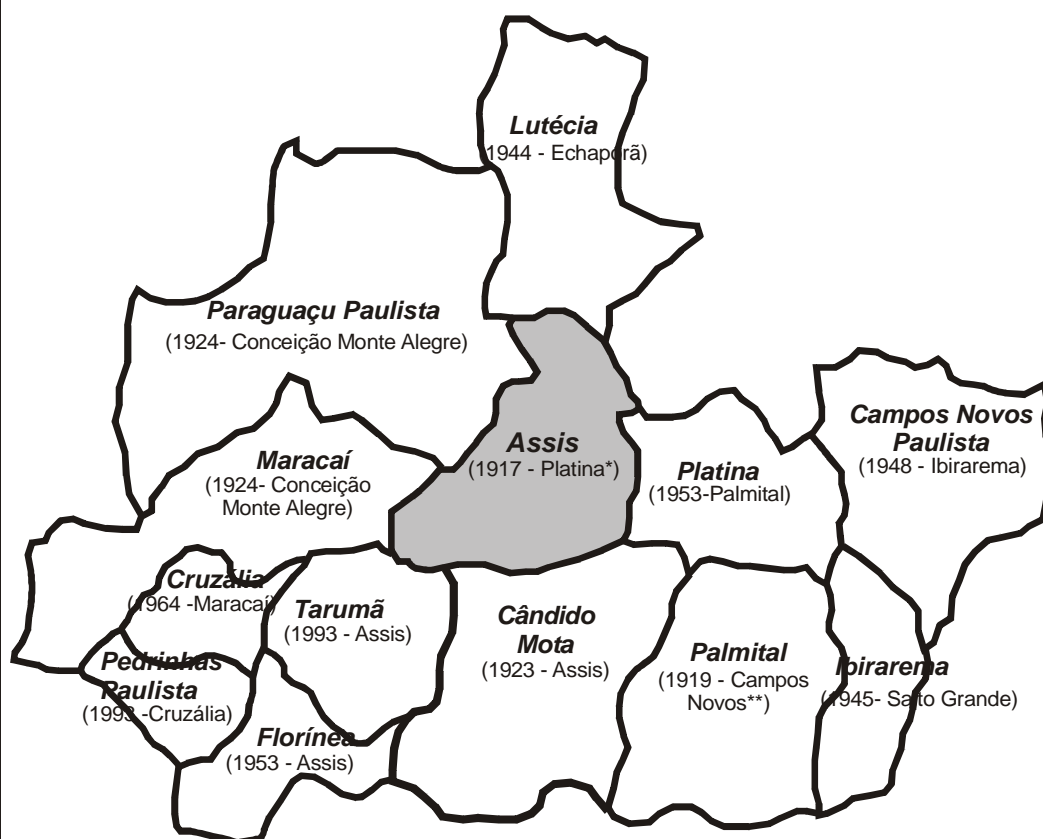 Lutécia
(1944 - Echaporã)
Paraguaçu Paulista
(1924- Conceição Monte Alegre)
Campos Novos
Paulista
(1948 - Ibirarema)
Assis
(1917 - Platina*)
Maracaí
(1924- Conceição
Monte Alegre)
Platina
(1953-Palmital)
Cruzália
(1964 -Maracaí)
Tarumã
(1993 - Assis)
Cândido
Mota
(1923 - Assis)
Palmital
(1919 - Campos
Novos**)
Ibirarema
(1945- Salto Grande)
Pedrinhas
Paulista
(1993 -Cruzália)
Florínea
(1953 - Assis)